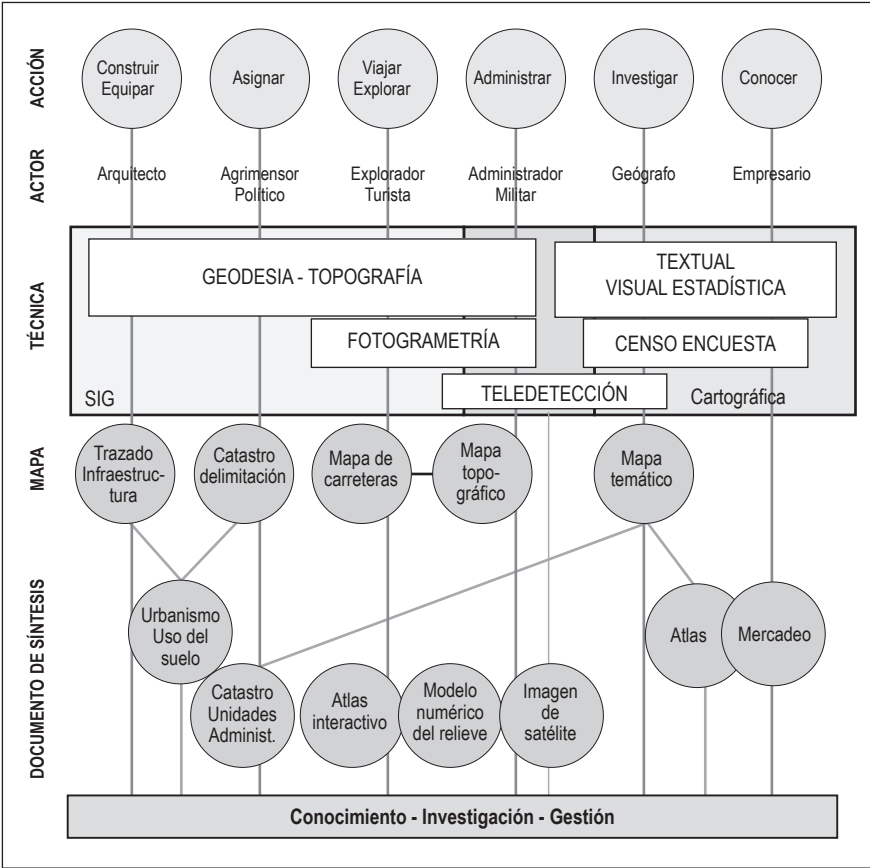 ACCIÓN
Construir
Equipar
Asignar
Viajar
Explorar
Administrar
Investigar
Conocer
ACTOR
Arquitecto
Agrimensor
Político
Explorador
Turista
Administrador
Militar
Geógrafo
Empresario
TÉCNICA
GEODESIA - TOPOGRAFÍA
TEXTUAL
VISUAL ESTADÍSTICA
FOTOGRAMETRÍA
CENSO ENCUESTA
SIG
TELEDETECCIÓN
Cartográfica
MAPA
Trazado
Infraestruc-
tura
Catastro
delimitación
Mapa de
carreteras
Mapa
topo-
gráfico
Mapa
temático
DOCUMENTO DE SÍNTESIS
Urbanismo
Uso del
suelo
Atlas
Mercadeo
Catastro
Unidades
Administ.
Atlas
interactivo
Modelo
numérico
del relieve
Imagen
de
satélite
Conocimiento - Investigación - Gestión